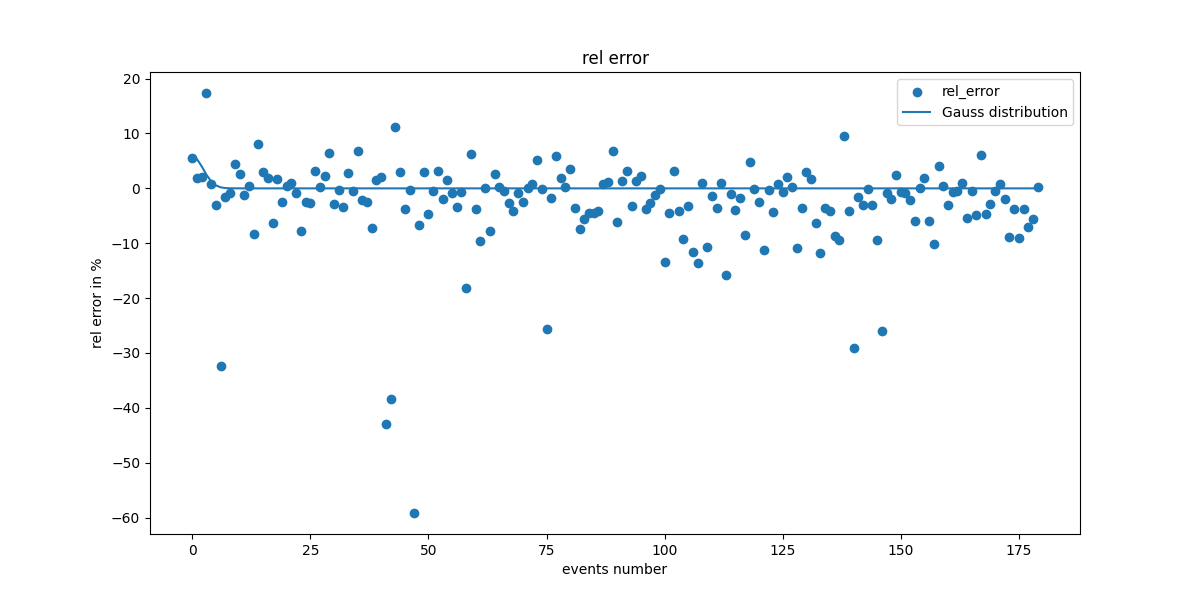 rel error
rel_error
Gauss distribution
rel error in %
20
10
0
−10
−20
−30
−40
−50
−60
0 25 50 75 100 125 150 175
events number